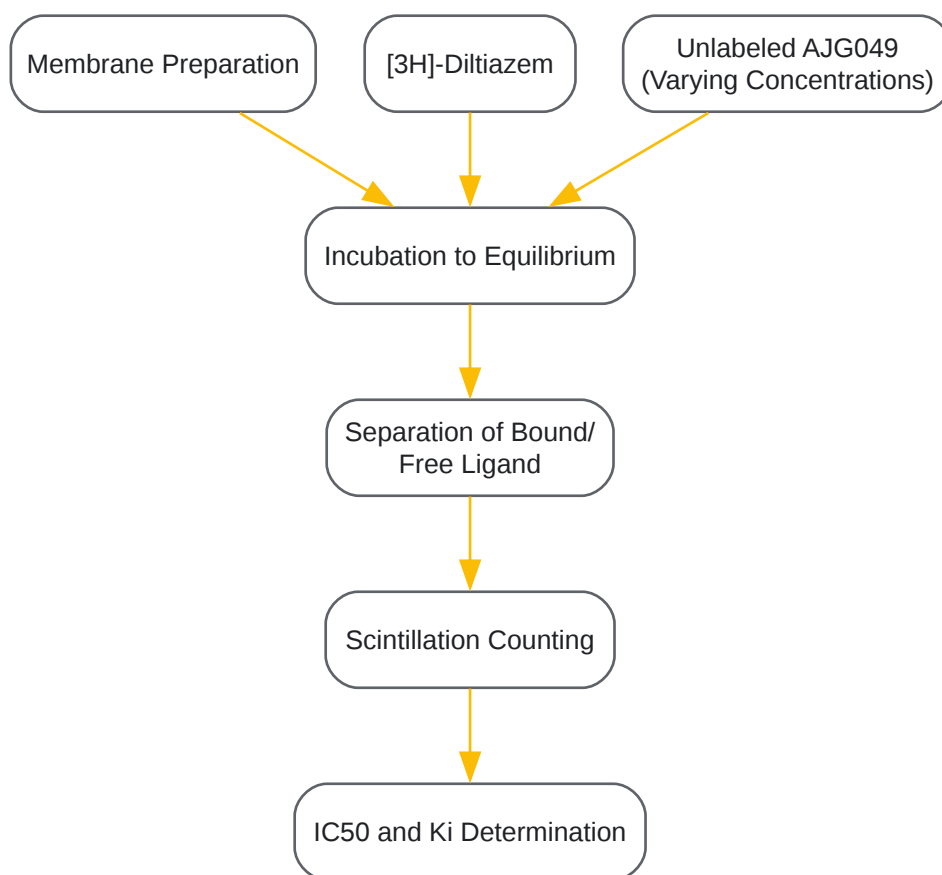 Membrane Preparation
[3H]-Diltiazem
Unlabeled AJG049
(Varying Concentrations)
Incubation to Equilibrium
Separation of Bound/
Free Ligand
Scintillation Counting
IC50 and Ki Determination